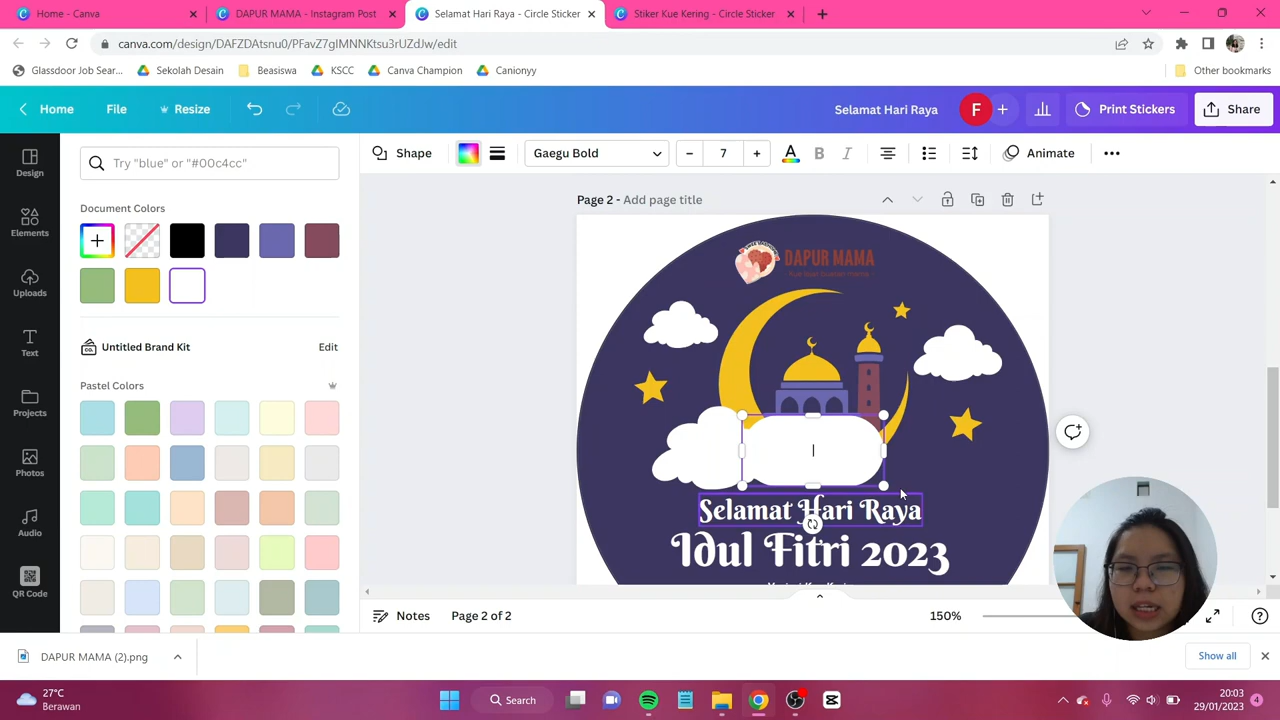 Home - Canva
DAPUR MAMA - Instagram Post
Selamat Hari Raya - Circle Sticker
Stiker Kue Kering - Circle Sticker
canva.com/design/DAFZDAtsnu0/PFavZ7gIMNNKtsu3rUZdJw/edit
Glassdoor Job Sear...
Sekolah Desain
Beasiswa
KSCC
Canva Champion
Canionyy
Other bookmarks
Home
File
Resize
Selamat Hari Raya
F
Print Stickers
Share
Design
Elements
Uploads
Text
Projects
Photos
Audio
QR Code
Try "blue" or "#00c4cc"
Document Colors
Untitled Brand Kit
Edit
Pastel Colors
Shape
Gaegu Bold
7
A
B
I
Animate
Page 2 - Add page title
DAPUR MAMA
Selamat Hari Raya
Idul Fitri 2023
Notes
Page 2 of 2
150%
DAPUR MAMA (2).png
Show all
27°C
Berawan
Search
20:03
29/01/2023
4